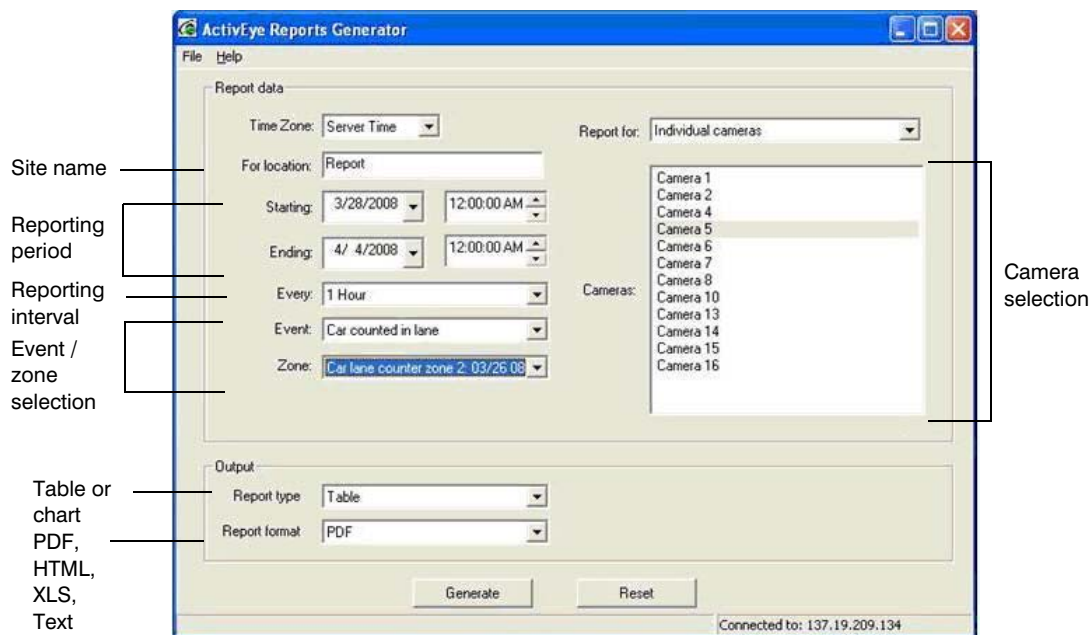 ActivEye Reports Generator
File Help
Report data
Time Zone: Server Time
Report for: Individual cameras
Site name
For location: Report
Reporting
period
Starting: 3/28/2008 12:00:00 AM
Ending: 4/ 4/2008 12:00:00 AM
Reporting
interval
Every: 1 Hour
Event /
zone
selection
Event: Car counted in lane
Zone: Car lane counter zone 2: 03/26 08
Cameras:
Camera 1
Camera 2
Camera 4
Camera 5
Camera 6
Camera 7
Camera 8
Camera 10
Camera 13
Camera 14
Camera 15
Camera 16
Camera
selection
Output
Table or
chart
Report type Table
PDF,
HTML,
XLS,
Text
Report format PDF
Generate Reset
Connected to: 137.19.209.134